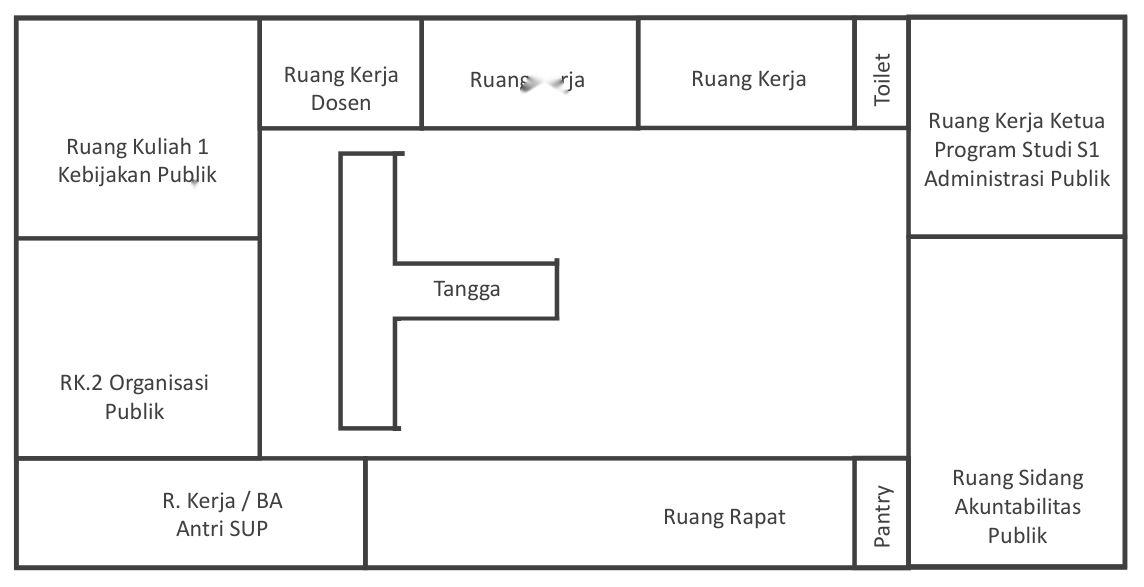 Ruang Kerja
Dosen
Ruang
Ruang Kerja
Toilet
Ruang Kuliah 1
Kebijakan Publik
Ruang Kerja Ketua
Program Studi S1
Administrasi Publik
Tangga
RK.2 Organisasi
Publik
R. Kerja / BA
Antri SUP
Ruang Rapat
Pantry
Ruang Sidang
Akuntabilitas
Publik